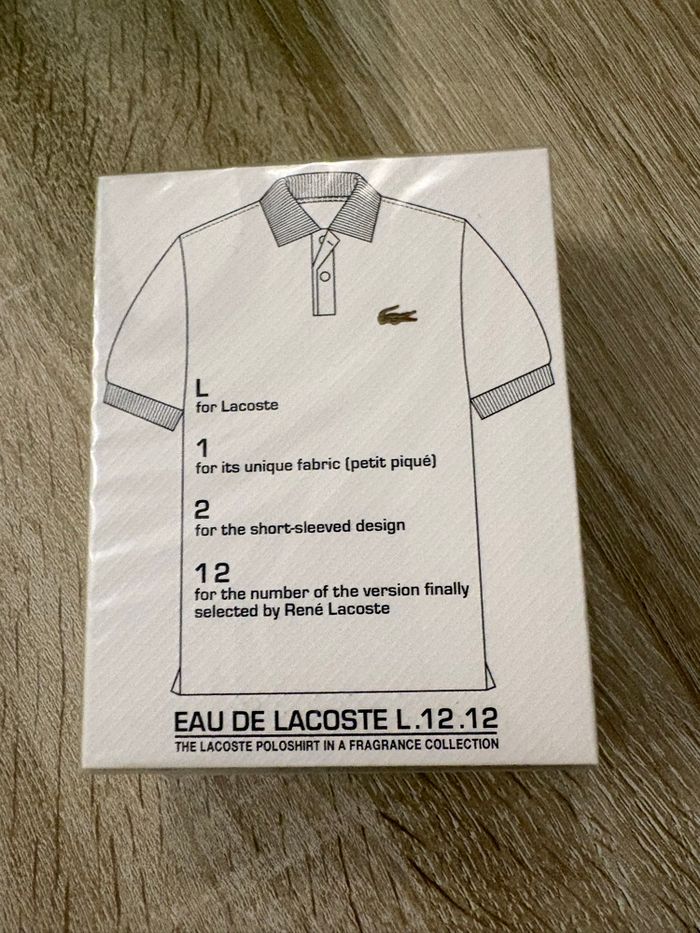 L
for Lacoste
1
for its unique fabric (petit piqué)
2
for the short-sleeved design
12
for the number of the version finally
selected by René Lacoste
EAU DE LACOSTE L.12.12
THE LACOSTE POLOSHIRT IN A FRAGRANCE COLLECTION